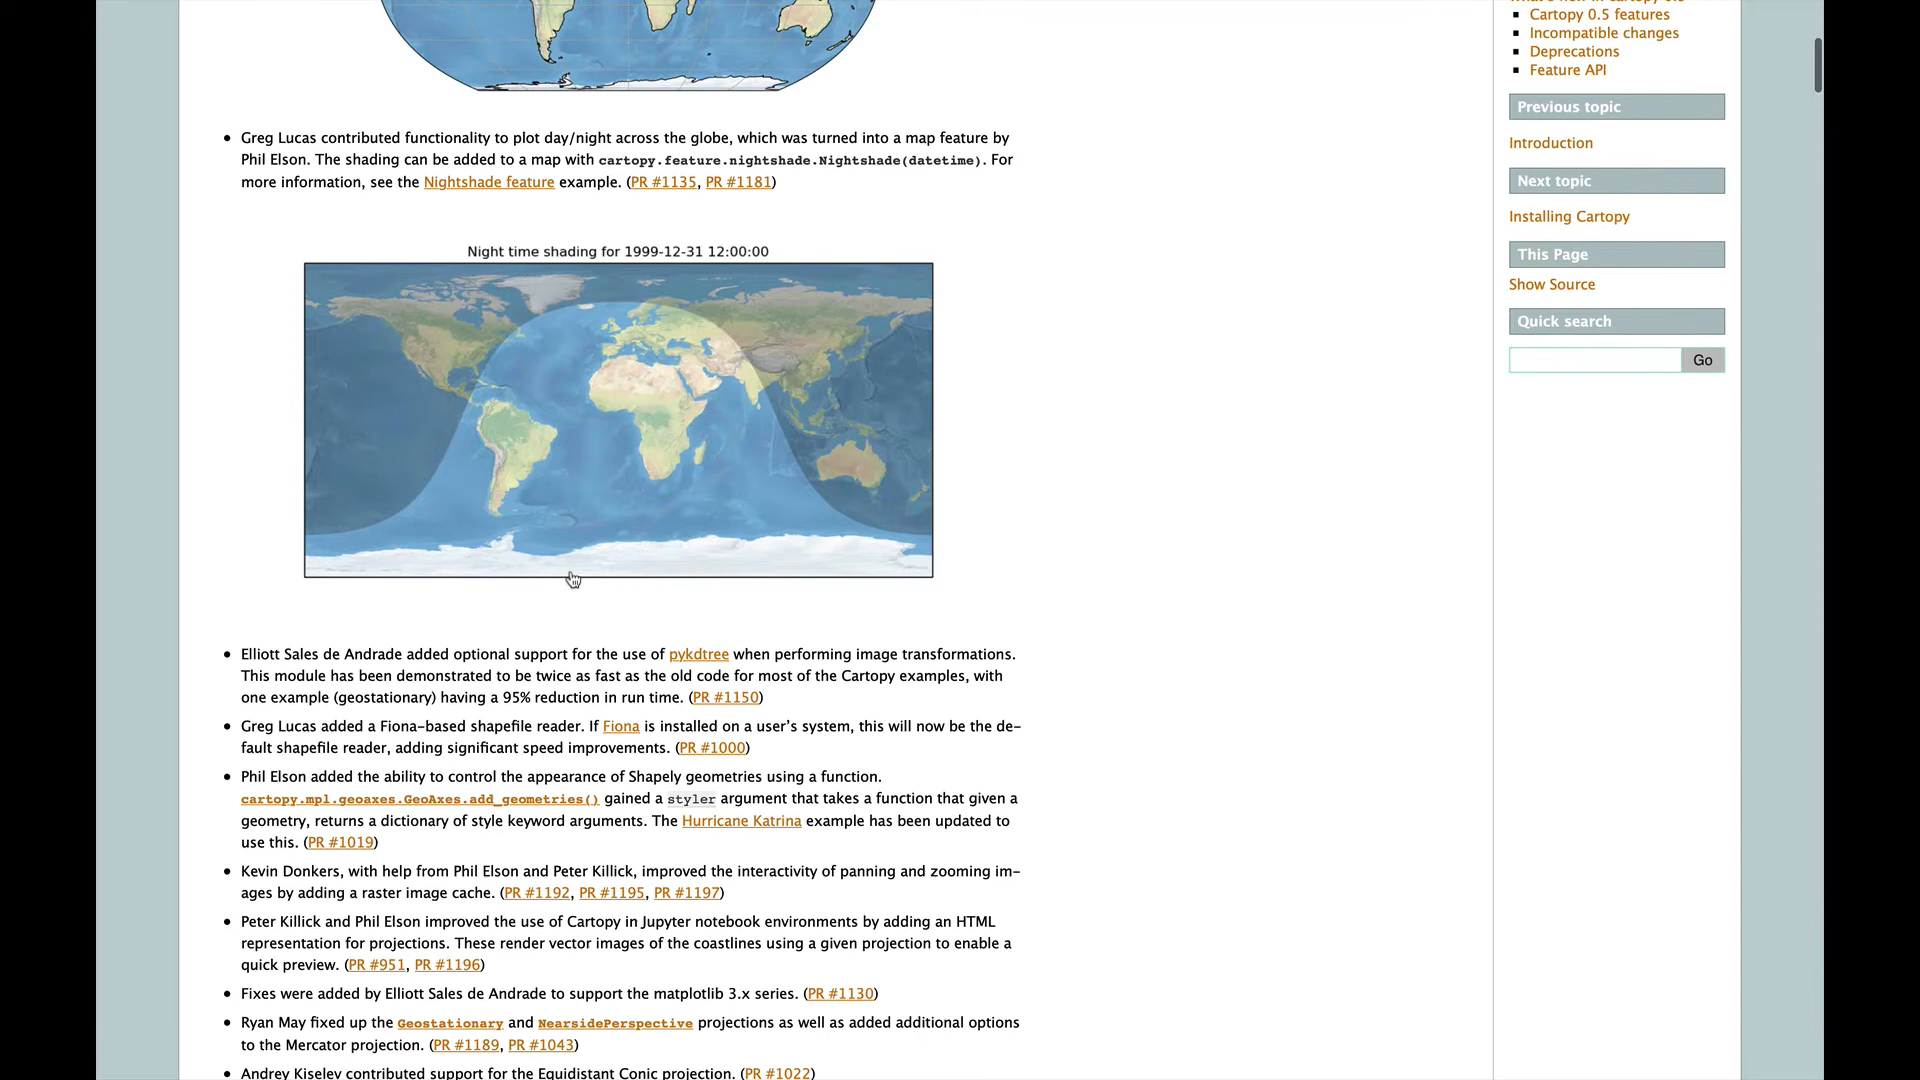 • Greg Lucas contributed functionality to plot day/night across the globe, which was turned into a map feature by
Phil Elson. The shading can be added to a map with cartopy.feature.nightshade.Nightshade(datetime). For
more information, see the Nightshade feature example. (PR #1135, PR #1181)
Night time shading for 1999-12-31 12:00:00
• Elliott Sales de Andrade added optional support for the use of pykdtree when performing image transformations.
This module has been demonstrated to be twice as fast as the old code for most of the Cartopy examples, with
one example (geostationary) having a 95% reduction in run time. (PR #1150)
• Greg Lucas added a Fiona-based shapefile reader. If Fiona is installed on a user’s system, this will now be the de-
fault shapefile reader, adding significant speed improvements. (PR #1000)
• Phil Elson added the ability to control the appearance of Shapely geometries using a function.
cartopy.mpl.geoaxes.GeoAxes.add_geometries() gained a styler argument that takes a function that given a
geometry, returns a dictionary of style keyword arguments. The Hurricane Katrina example has been updated to
use this. (PR #1019)
• Kevin Donkers, with help from Phil Elson and Peter Killick, improved the interactivity of panning and zooming im-
ages by adding a raster image cache. (PR #1192, PR #1195, PR #1197)
• Peter Killick and Phil Elson improved the use of Cartopy in Jupyter notebook environments by adding an HTML
representation for projections. These render vector images of the coastlines using a given projection to enable a
quick preview. (PR #951, PR #1196)
• Fixes were added by Elliott Sales de Andrade to support the matplotlib 3.x series. (PR #1130)
• Ryan May fixed up the Geostationary and NearsidePerspective projections as well as added additional options
to the Mercator projection. (PR #1189, PR #1043)
• Andrey Kiselev contributed support for the Equidistant Conic projection. (PR #1022)
▪ Cartopy 0.5 features
▪ Incompatible changes
▪ Deprecations
▪ Feature API
Previous topic
Introduction
Next topic
Installing Cartopy
This Page
Show Source
Quick search
Go